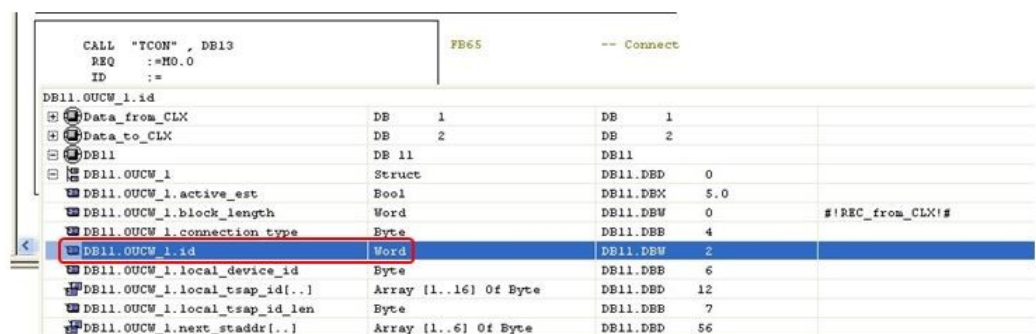 CALL "TCON" , DB13 FB65 -- Connect
REQ :=M0.0
ID :=
DB11.OUCW_1.id
Data_from_CLX DB 1 DB 1
Data_to_CLX DB 2 DB 2
DB11 DB 11 DB11
DB11.OUCW_1 Struct DB11.DBD 0
DB11.OUCW_1.active_est Bool DB11.DBX 5.0
DB11.OUCW_1.block_length Word DB11.DBW 0 #!REC_from_CLX!#
DB11.OUCW_1.connection_type Byte DB11.DBB 4
DB11.OUCW_1.id Word DB11.DBW 2
DB11.OUCW_1.local_device_id Byte DB11.DBB 6
DB11.OUCW_1.local_tsap_id[..] Array [1..16] Of Byte DB11.DBD 12
DB11.OUCW_1.local_tsap_id_len Byte DB11.DBB 7
DB11.OUCW_1.next_staddr[..] Array [1..6] Of Byte DB11.DBD 56